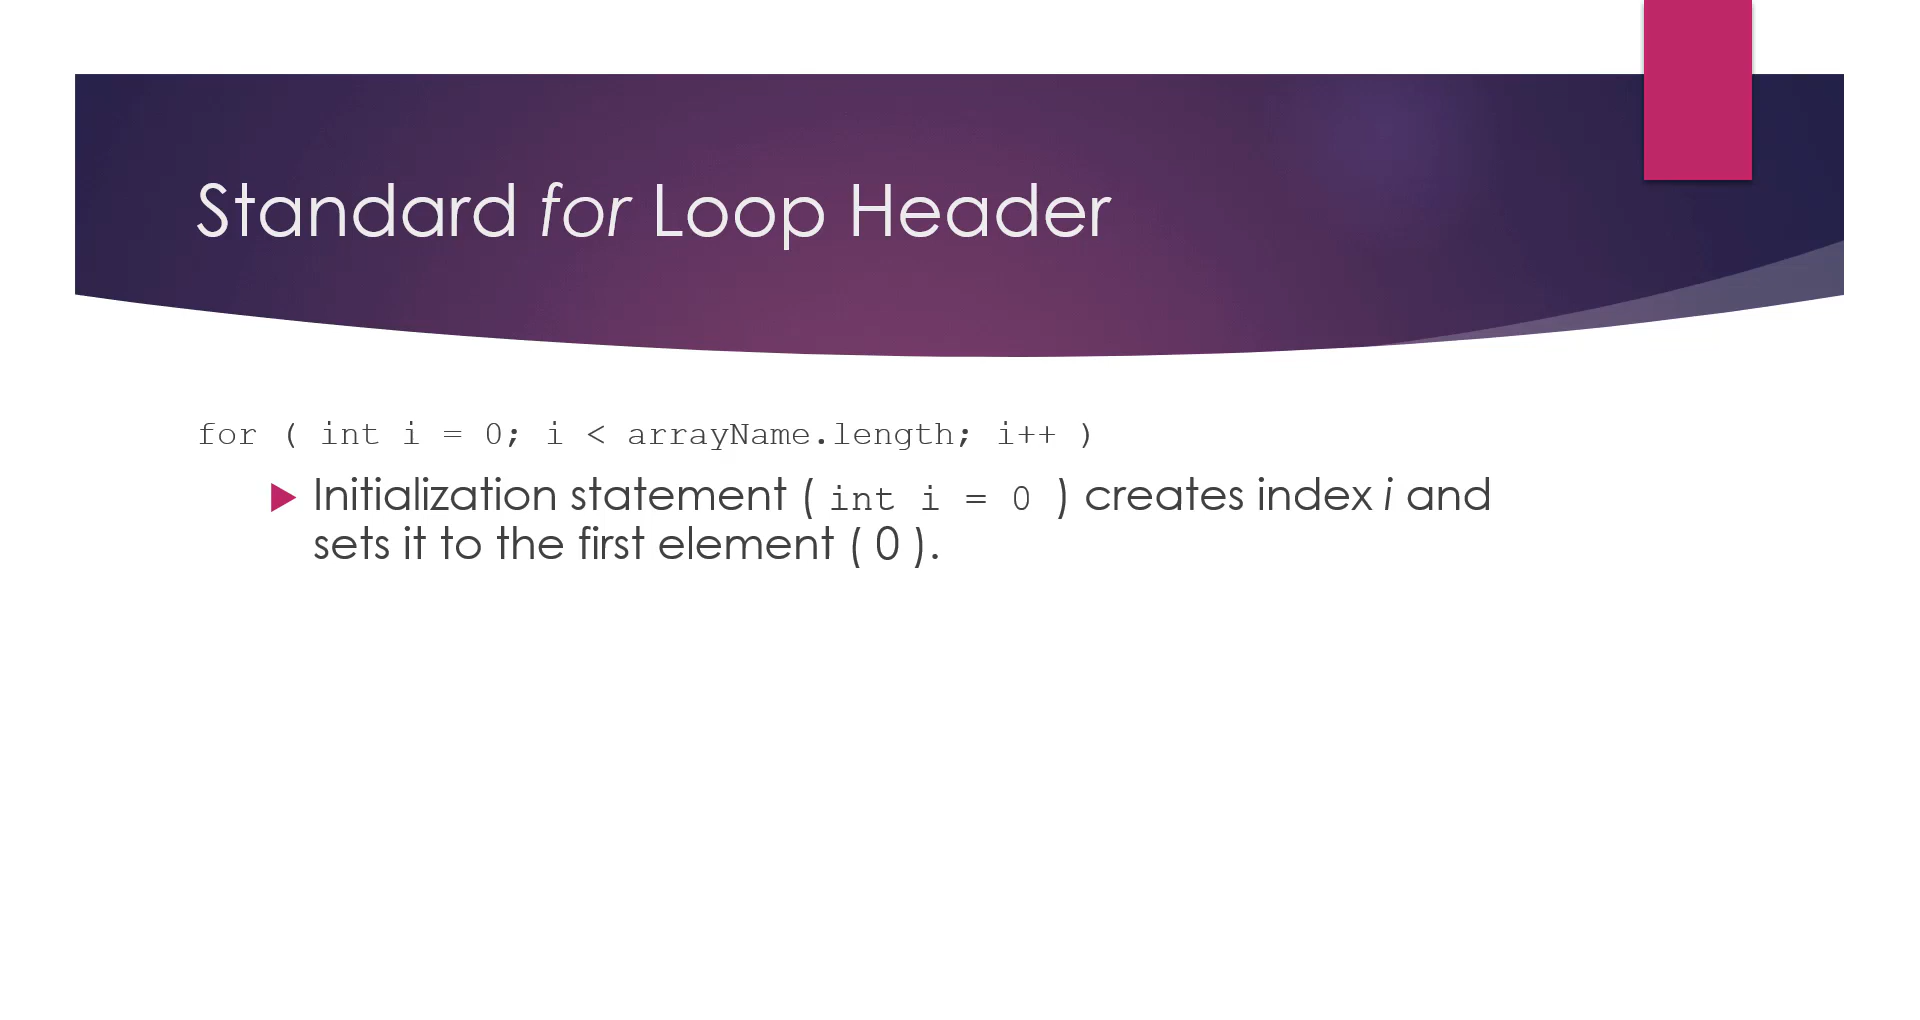 Standard for Loop Header
for ( int i = 0; i < arrayName.length; i++ )
Initialization statement ( int i = 0 ) creates index i and
sets it to the first element ( 0 ).